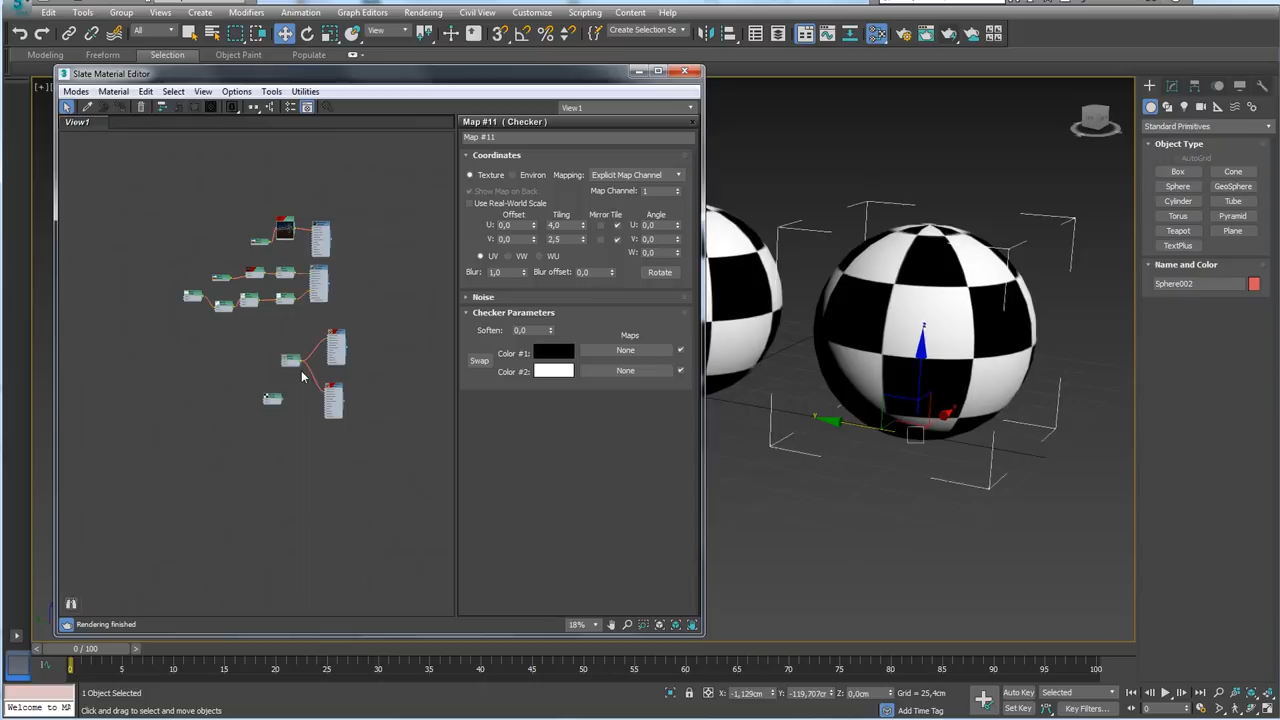 Edit Tools Group Views Create Modifiers Animation Graph Editors Rendering Civil View Customize Scripting Content Help
All View Create Selection Se
Modeling Freeform Selection Object Paint Populate
Slate Material Editor
Modes Material Edit Select View Options Tools Utilities
View1
View1
Map #11 ( Checker )
Map #11
Coordinates
Texture Environ Mapping: Explicit Map Channel
Show Map on Back Map Channel: 1
Use Real-World Scale
Offset Tiling Mirror Tile Angle
U: 0,0 4,0 U: 0,0
V: 0,0 2,5 V: 0,0
UV VW WU W: 0,0
Blur: 1,0 Blur offset: 0,0 Rotate
Noise
Checker Parameters
Soften: 0,0 Maps
Swap
Color #1: None
Color #2: None
Rendering finished
18%
z
Y
Standard Primitives
Object Type
AutoGrid
Box Cone
Sphere GeoSphere
Cylinder Tube
Torus Pyramid
Teapot Plane
TextPlus
Name and Color
Sphere002
0 / 100
0 5 10 15 20 25 30 35 40 45 50 55 60 65 70 75 80 85 90 95 100
1 Object Selected
X: -1,129cm Y: -119,707cr Z: 0,0cm Grid = 25,4cm
Auto Key Selected
Welcome to M
Click and drag to select and move objects
Add Time Tag
Set Key Key Filters...
0